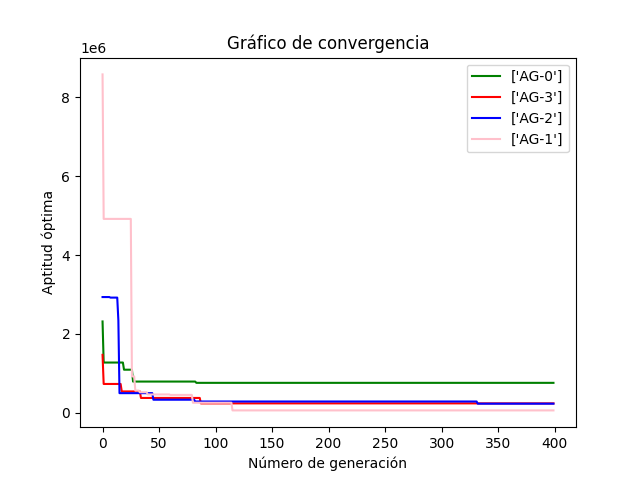 Gráfico de convergencia
1e6
8
6
4
2
0
Aptitud óptima
0 50 100 150 200 250 300 350 400
Número de generación
['AG-0']
['AG-3']
['AG-2']
['AG-1']